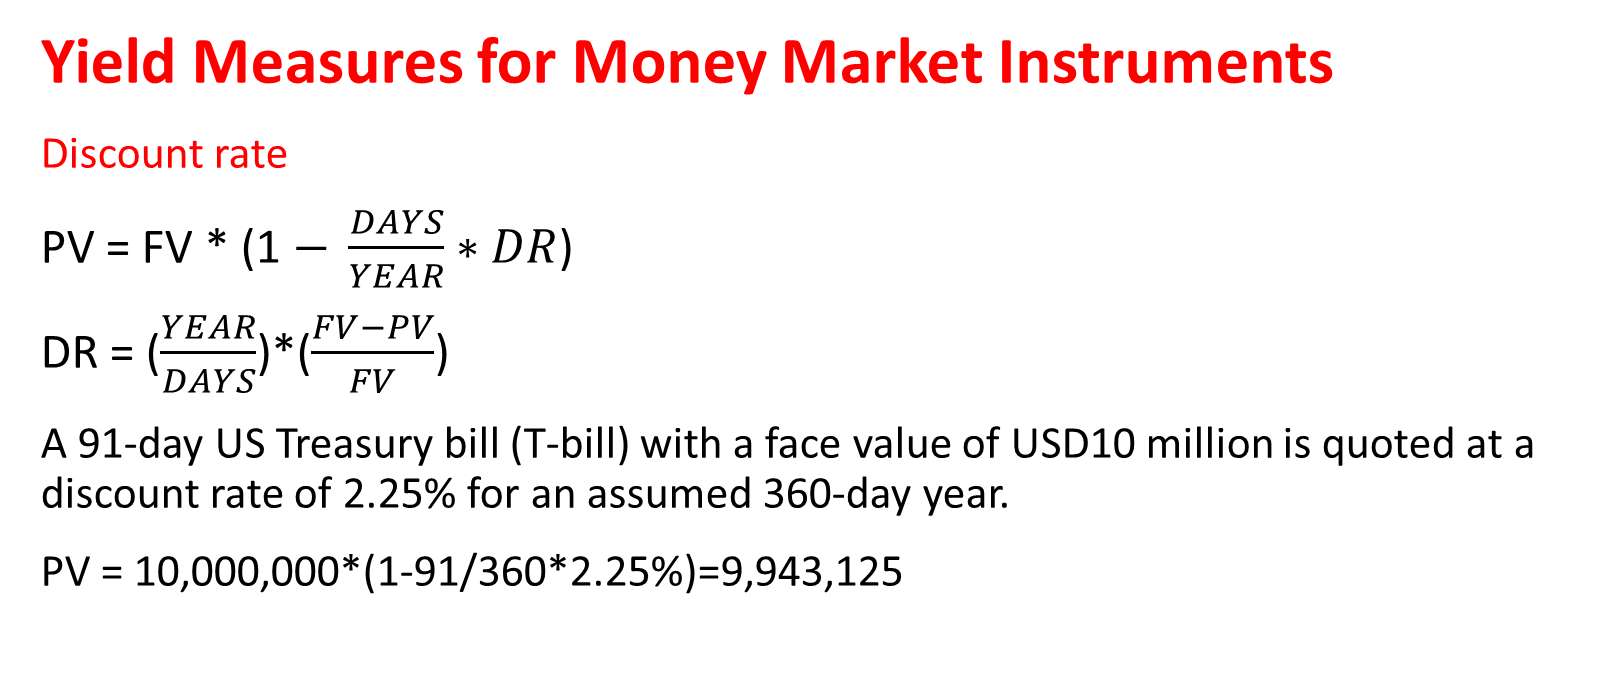 Yield Measures for Money Market Instruments
Discount rate
PV = FV * (1 − DAYS/YEAR ∗ DR)
DR = (YEAR/DAYS)*(FV−PV/FV)
A 91-day US Treasury bill (T-bill) with a face value of USD10 million is quoted at a
discount rate of 2.25% for an assumed 360-day year.
PV = 10,000,000*(1-91/360*2.25%)=9,943,125